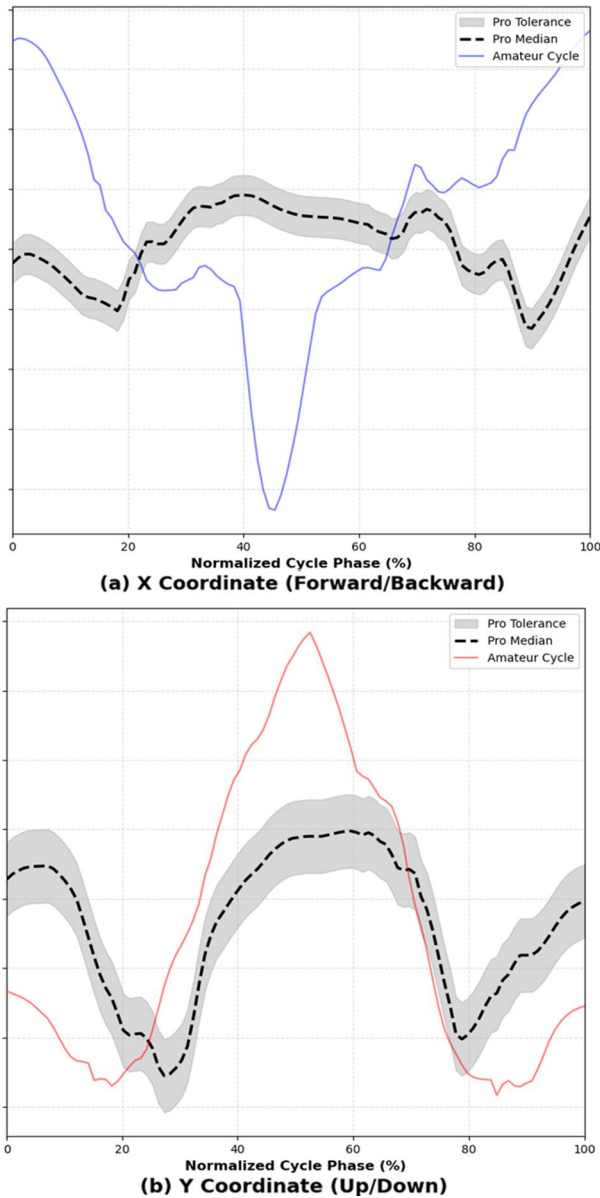 Pro Tolerance
Pro Median
Amateur Cycle
0 20 40 60 80 100
Normalized Cycle Phase (%)
(a) X Coordinate (Forward/Backward)
Pro Tolerance
Pro Median
Amateur Cycle
0 20 40 60 80 100
Normalized Cycle Phase (%)
(b) Y Coordinate (Up/Down)